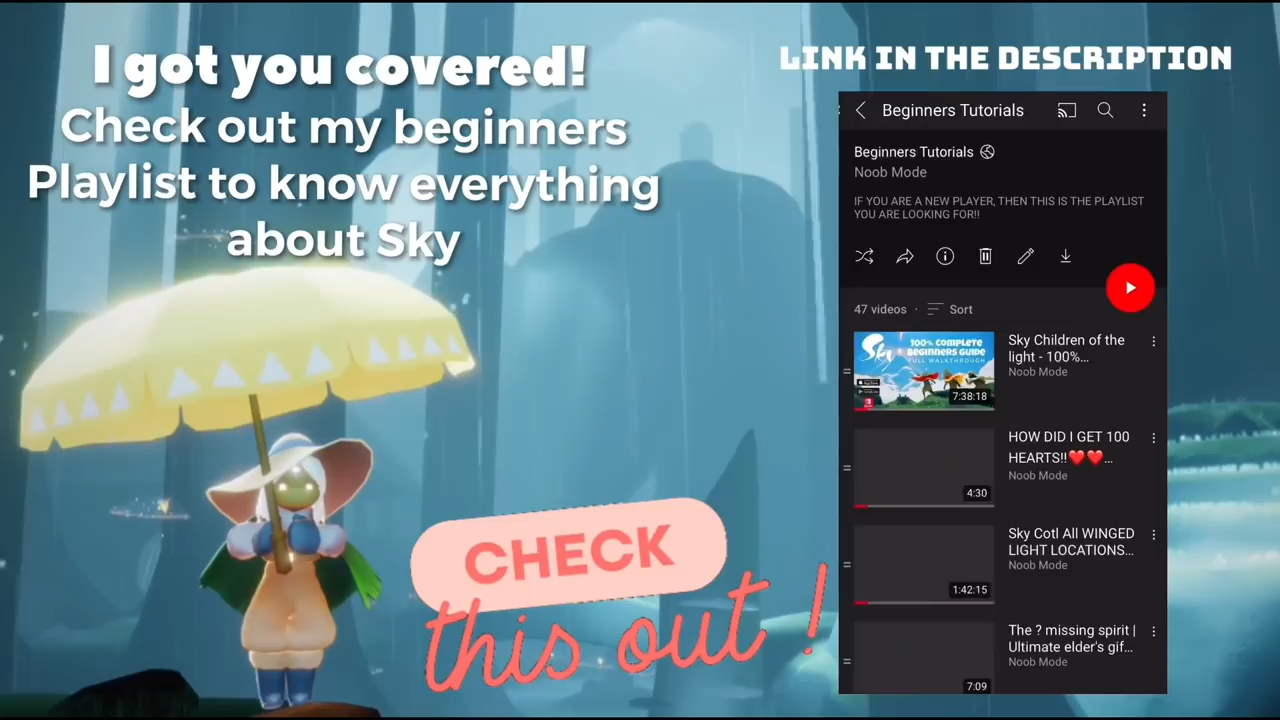 I got you covered!
Check out my beginners
Playlist to know everything
about Sky
CHECK
this out !
LINK IN THE DESCRIPTION
Beginners Tutorials
Beginners Tutorials
Noob Mode
IF YOU ARE A NEW PLAYER, THEN THIS IS THE PLAYLIST
YOU ARE LOOKING FOR!!
47 videos · Sort
Sky
100% COMPLETE
BEGINNERS GUIDE
FULL WALKTHROUGH
7:38:18
Sky Children of the
light - 100%...
Noob Mode
4:30
HOW DID I GET 100
HEARTS!!❤️❤️...
Noob Mode
1:42:15
Sky Cotl All WINGED
LIGHT LOCATIONS...
Noob Mode
7:09
The ? missing spirit |
Ultimate elder's gif...
Noob Mode